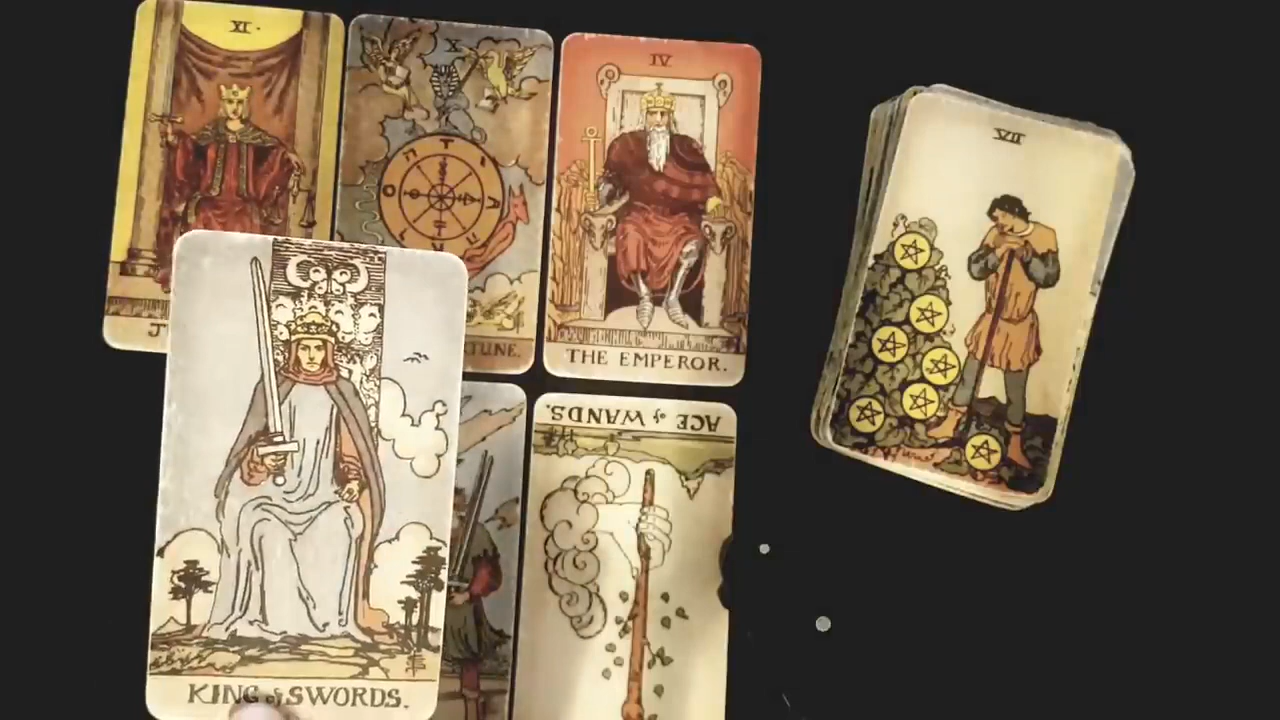 XI.
X
IV
THE EMPEROR.
TUNE.
J
VII
ACE of WANDS.
KING of SWORDS.